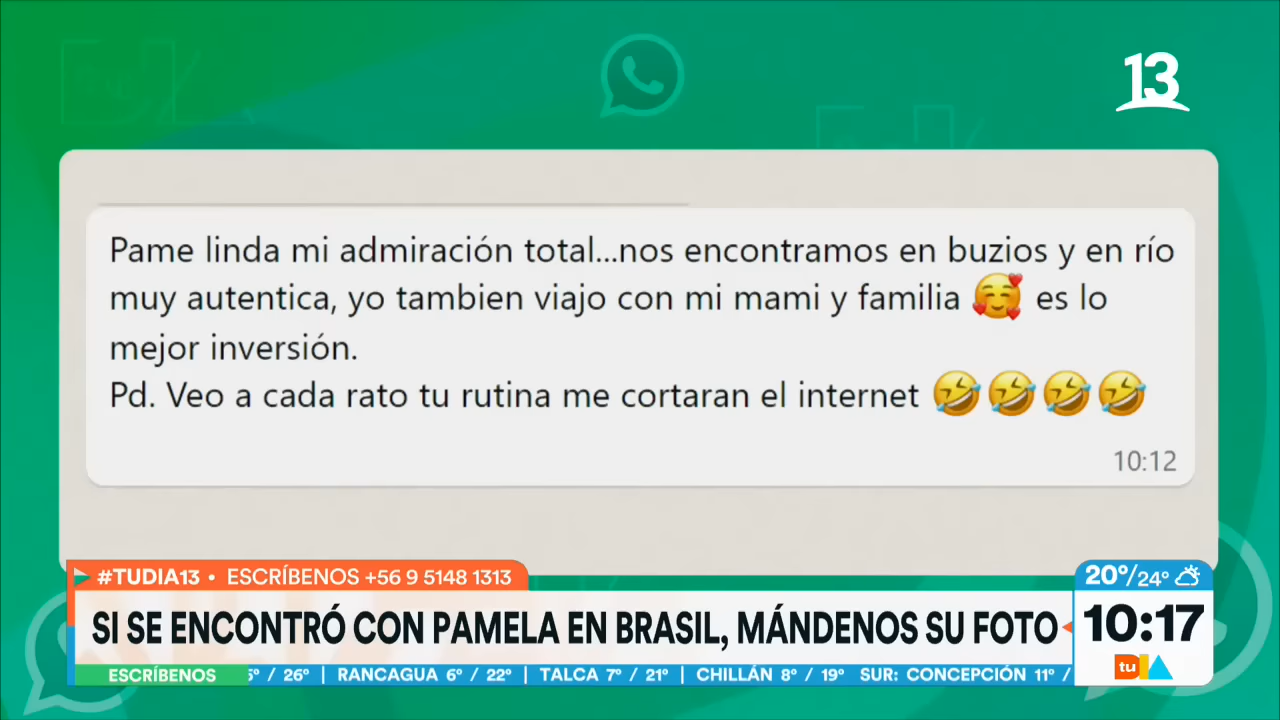 13
Pame linda mi admiración total...nos encontramos en buzios y en río
muy autentica, yo tambien viajo con mi mami y familia 🥰 es lo
mejor inversión.
Pd. Veo a cada rato tu rutina me cortaran el internet 🤣🤣🤣🤣
10:12
#TUDIA13 • ESCRÍBENOS +56 9 5148 1313
20°/24°
SI SE ENCONTRÓ CON PAMELA EN BRASIL, MÁNDENOS SU FOTO
10:17
tu DÍA
ESCRÍBENOS
/ 26° | RANCAGUA 6° / 22° | TALCA 7° / 21° | CHILLÁN 8° / 19° SUR: CONCEPCIÓN 11° /